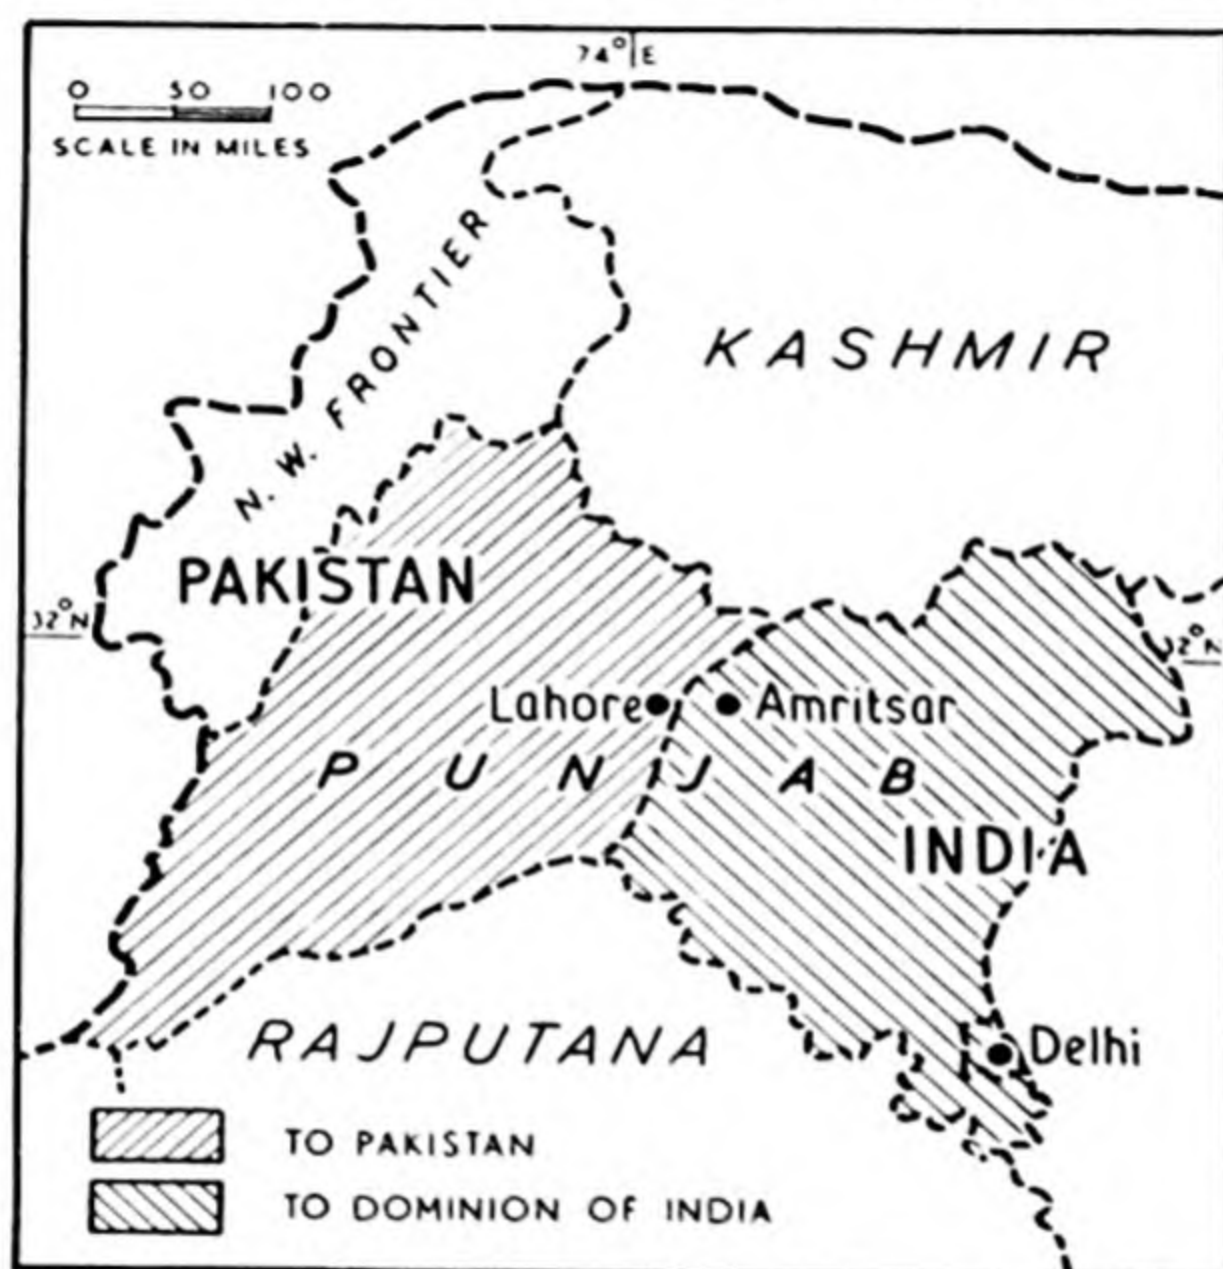 74° E
0 50 100
SCALE IN MILES
N. W. FRONTIER
KASHMIR
PAKISTAN
32° N
32° N
Lahore
Amritsar
PUNJAB
INDIA
RAJPUTANA
Delhi
TO PAKISTAN
TO DOMINION OF INDIA